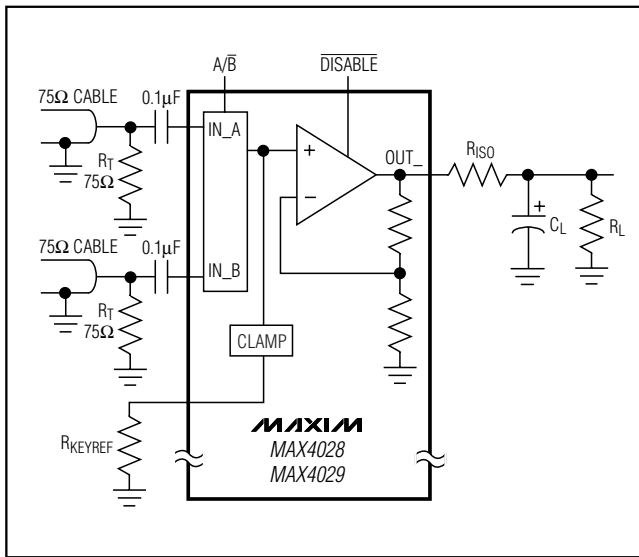 A/B̅
D̅I̅S̅A̅B̅L̅E̅
75Ω CABLE
0.1µF
IN_A
RT
75Ω
OUT_
RISO
CL
RL
75Ω CABLE
0.1µF
IN_B
RT
75Ω
CLAMP
RKEYREF
MAXIM
MAX4028
MAX4029